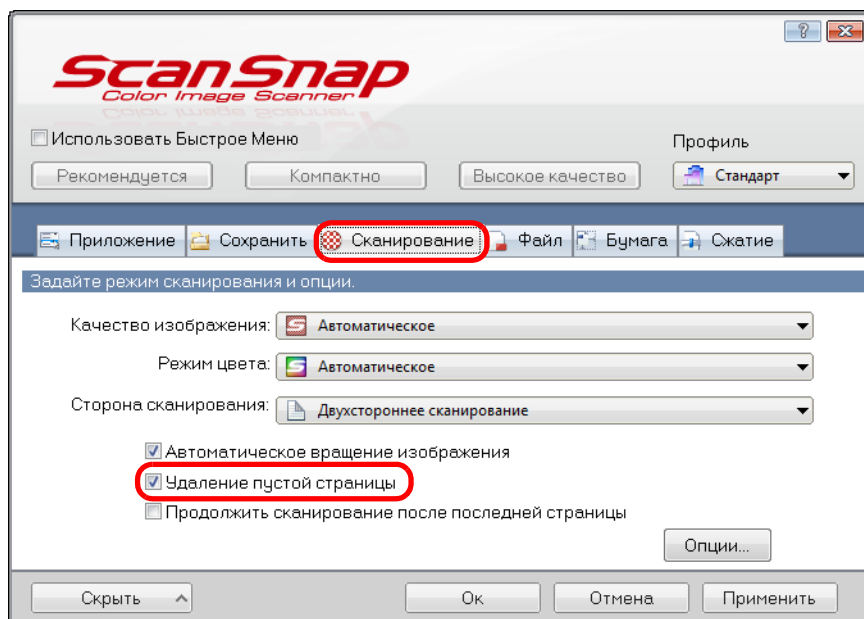 ScanSnap
Color Image Scanner
Использовать Быстрое Меню
Профиль
Рекомендуется Компактно Высокое качество Стандарт
Приложение Сохранить Сканирование Файл Бумага Сжатие
Задайте режим сканирования и опции.
Качество изображения: Автоматическое
Режим цвета: Автоматическое
Сторона сканирования: Двухстороннее сканирование
Автоматическое вращение изображения
Удаление пустой страницы
Продолжить сканирование после последней страницы
Опции...
Скрыть Ок Отмена Применить